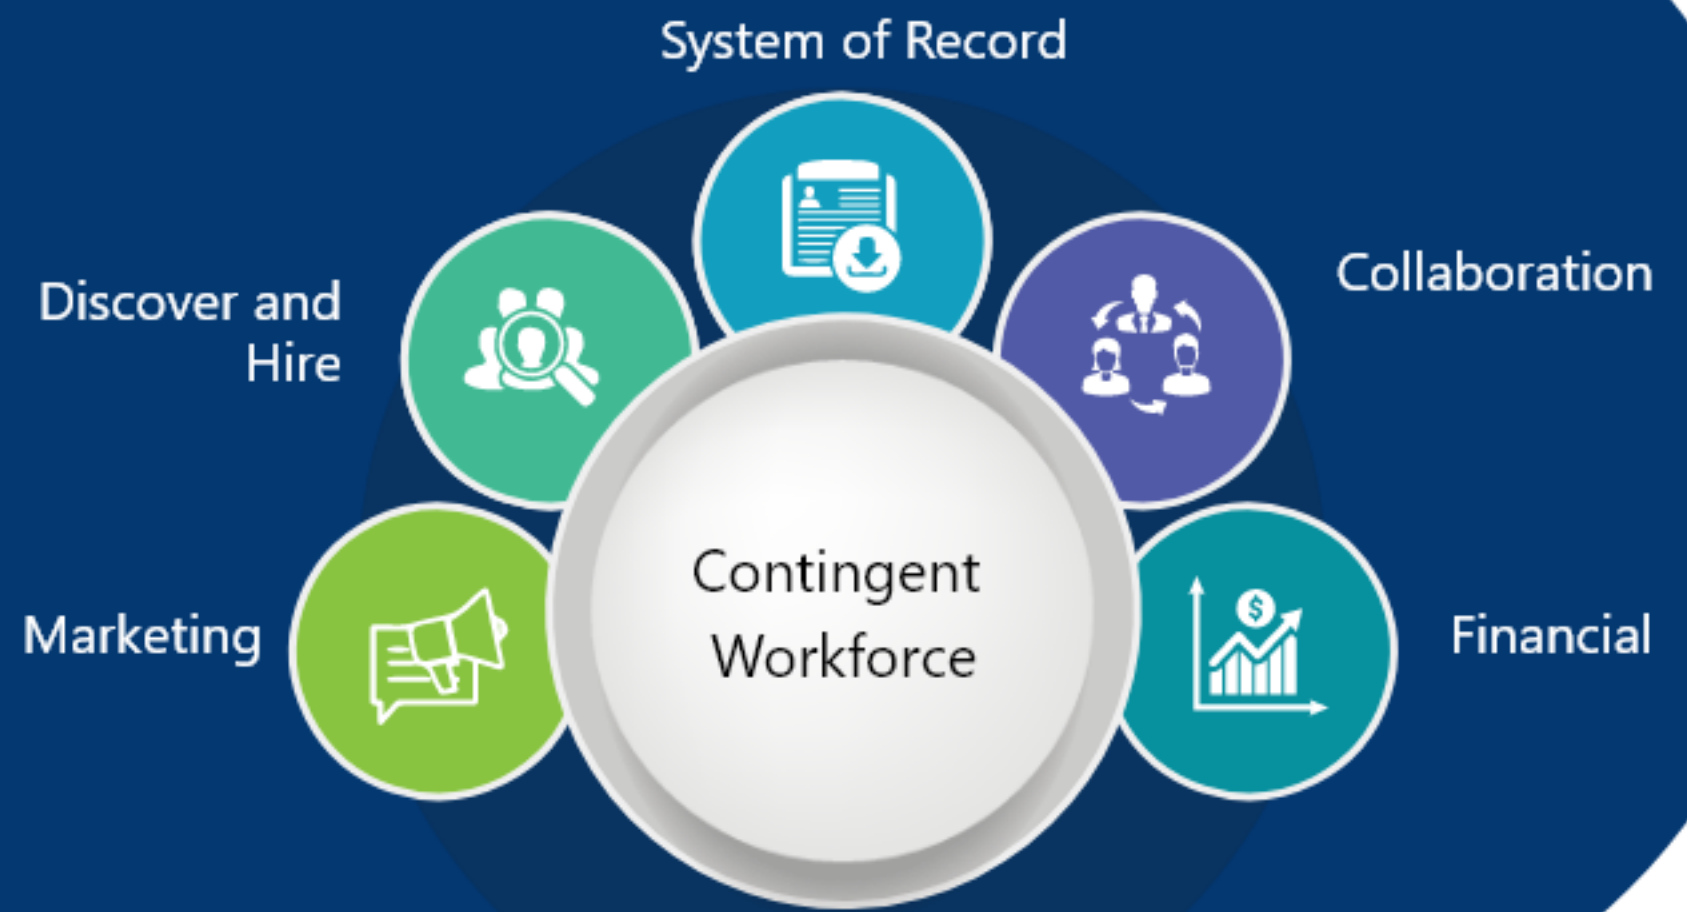 System of Record
Discover and
Hire
Collaboration
Marketing
Contingent
Workforce
Financial
$